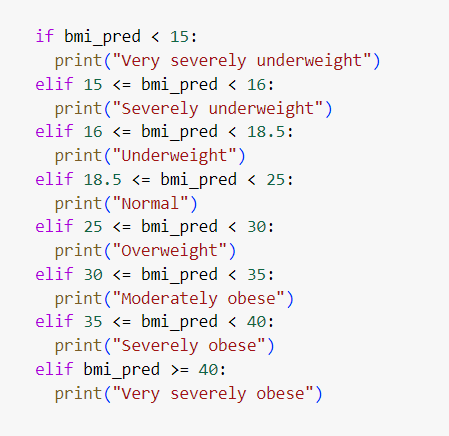 if bmi_pred < 15:
  print("Very severely underweight")
elif 15 <= bmi_pred < 16:
  print("Severely underweight")
elif 16 <= bmi_pred < 18.5:
  print("Underweight")
elif 18.5 <= bmi_pred < 25:
  print("Normal")
elif 25 <= bmi_pred < 30:
  print("Overweight")
elif 30 <= bmi_pred < 35:
  print("Moderately obese")
elif 35 <= bmi_pred < 40:
  print("Severely obese")
elif bmi_pred >= 40:
  print("Very severely obese")